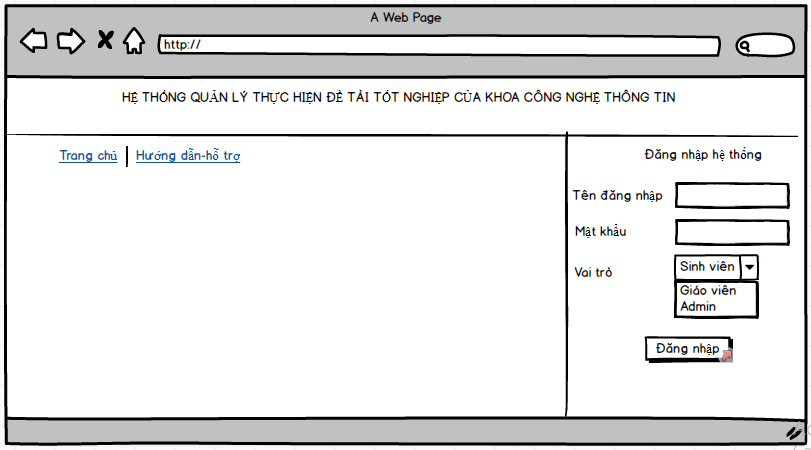 A Web Page
http://
HỆ THỐNG QUẢN LÝ THỰC HIỆN ĐỀ TÀI TỐT NGHIỆP CỦA KHOA CÔNG NGHỆ THÔNG TIN
Trang chủ | Hướng dẫn-hỗ trợ
Đăng nhập hệ thống
Tên đăng nhập
Mật khẩu
Vai trò
Sinh viên
Giáo viên
Admin
Đăng nhập